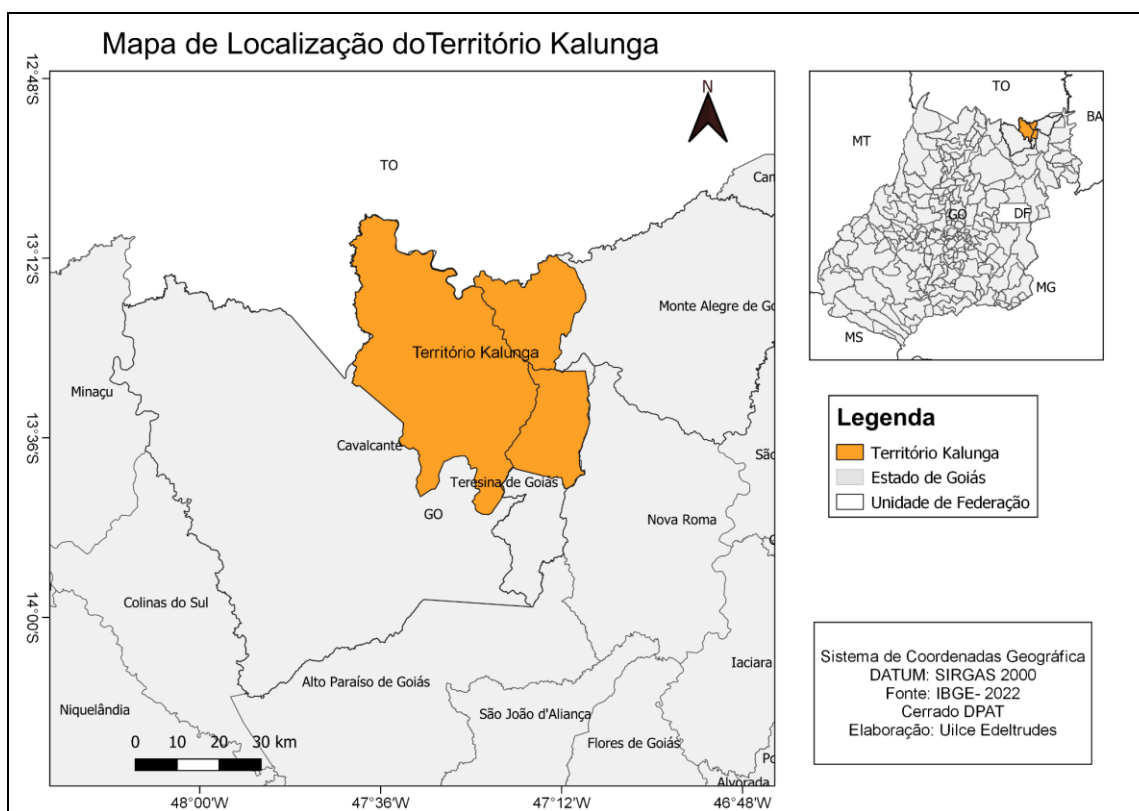 Mapa de Localização doTerritório Kalunga
12°48'S
13°12'S
13°36'S
14°00'S
N
TO
Can
Monte Alegre de Go
Território Kalunga
Minaçu
Cavalcante
São
Teresina de Goiás
GO
Nova Roma
Colinas do Sul
Iaciara
Alto Paraíso de Goiás
Niquelândia
São João d'Aliança
Flores de Goiás
Po
Alvorada
0 10 20 30 km
48°00'W 47°36'W 47°12'W 46°48'W
TO
BA
MT
GO
DF
MG
MS
Legenda
Território Kalunga
Estado de Goiás
Unidade de Federação
Sistema de Coordenadas Geográfica
DATUM: SIRGAS 2000
Fonte: IBGE- 2022
Cerrado DPAT
Elaboração: Uilce Edeltrudes